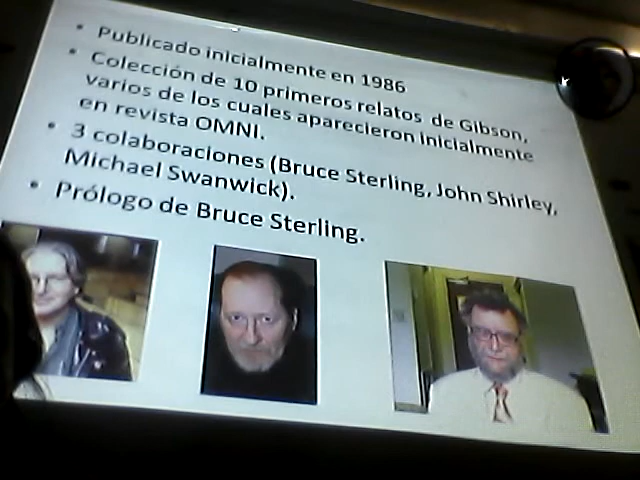 • Publicado inicialmente en 1986
• Colección de 10 primeros relatos de Gibson,
varios de los cuales aparecieron inicialmente
en revista OMNI.
• 3 colaboraciones (Bruce Sterling, John Shirley,
Michael Swanwick).
• Prólogo de Bruce Sterling.